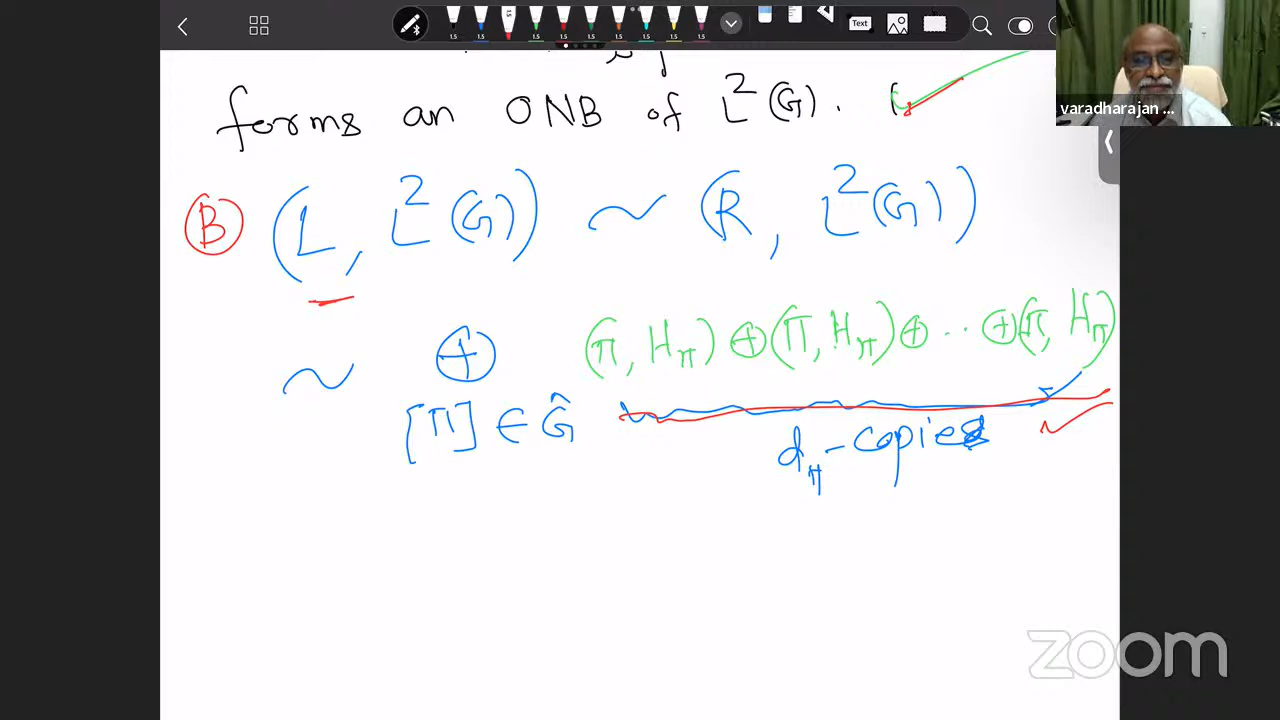 Text
varadharajan ...
forms an ONB of L²(G).
Ⓑ (L, L²(G)) ~ (R, L²(G))
~ ⊕ (π, H_π) ⊕ (π, H_π) ⊕ ·· ⊕ (π, H_π)
[π] ∈ Ĝ
d_π - copies
zoom